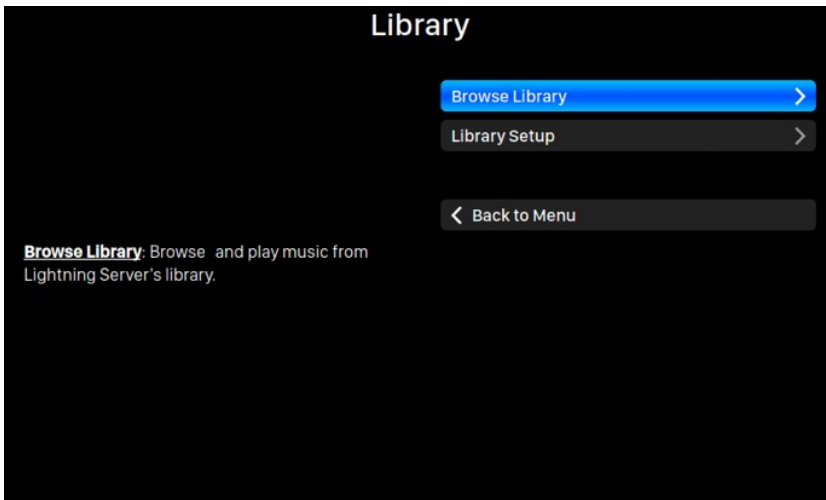 Library
Browse Library
Library Setup
Back to Menu
Browse Library: Browse  and play music from
Lightning Server's library.